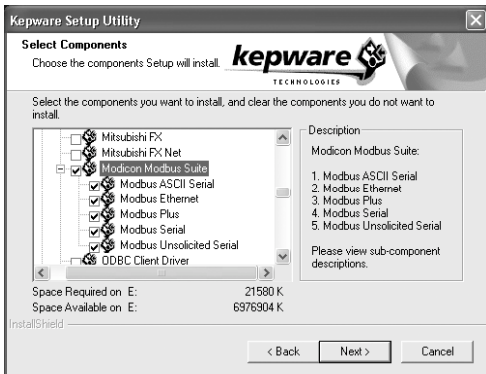 Kepware Setup Utility
Select Components
Choose the components Setup will install.
kepware
TECHNOLOGIES
Select the components you want to install, and clear the components you do not want to
install.
Mitsubishi FX
Mitsubishi FX Net
Modicon Modbus Suite
Modbus ASCII Serial
Modbus Ethernet
Modbus Plus
Modbus Serial
Modbus Unsolicited Serial
ODBC Client Driver
Description
Modicon Modbus Suite:
1. Modbus ASCII Serial
2. Modbus Ethernet
3. Modbus Plus
4. Modbus Serial
5. Modbus Unsolicited Serial
Please view sub-component
descriptions.
Space Required on E: 21580 K
Space Available on E: 6976904 K
InstallShield
< Back
Next >
Cancel